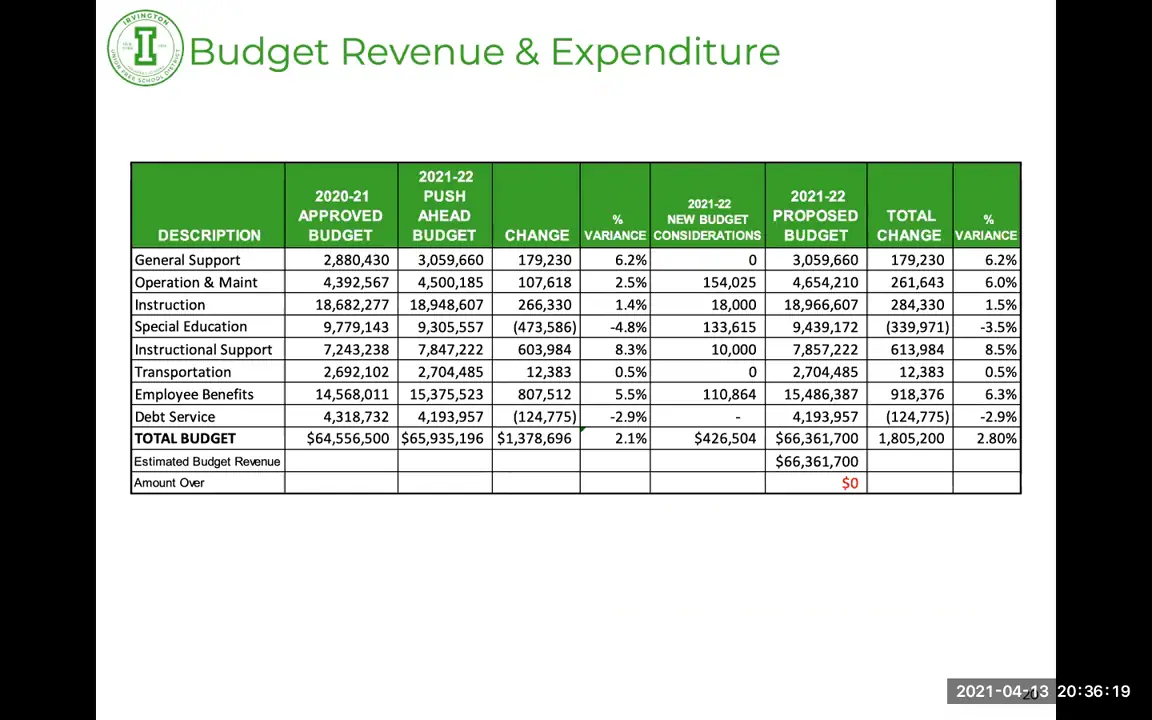 IRVINGTON
UNION FREE SCHOOL DISTRICT
Budget Revenue & Expenditure
DESCRIPTION 2020-21 APPROVED BUDGET 2021-22 PUSH AHEAD BUDGET CHANGE % VARIANCE 2021-22 NEW BUDGET CONSIDERATIONS 2021-22 PROPOSED BUDGET TOTAL CHANGE % VARIANCE
General Support 2,880,430 3,059,660 179,230 6.2% 0 3,059,660 179,230 6.2%
Operation & Maint 4,392,567 4,500,185 107,618 2.5% 154,025 4,654,210 261,643 6.0%
Instruction 18,682,277 18,948,607 266,330 1.4% 18,000 18,966,607 284,330 1.5%
Special Education 9,779,143 9,305,557 (473,586) -4.8% 133,615 9,439,172 (339,971) -3.5%
Instructional Support 7,243,238 7,847,222 603,984 8.3% 10,000 7,857,222 613,984 8.5%
Transportation 2,692,102 2,704,485 12,383 0.5% 0 2,704,485 12,383 0.5%
Employee Benefits 14,568,011 15,375,523 807,512 5.5% 110,864 15,486,387 918,376 6.3%
Debt Service 4,318,732 4,193,957 (124,775) -2.9% - 4,193,957 (124,775) -2.9%
TOTAL BUDGET $64,556,500 $65,935,196 $1,378,696 2.1% $426,504 $66,361,700 1,805,200 2.80%
Estimated Budget Revenue $66,361,700
Amount Over $0
2021-04-13 20:36:19